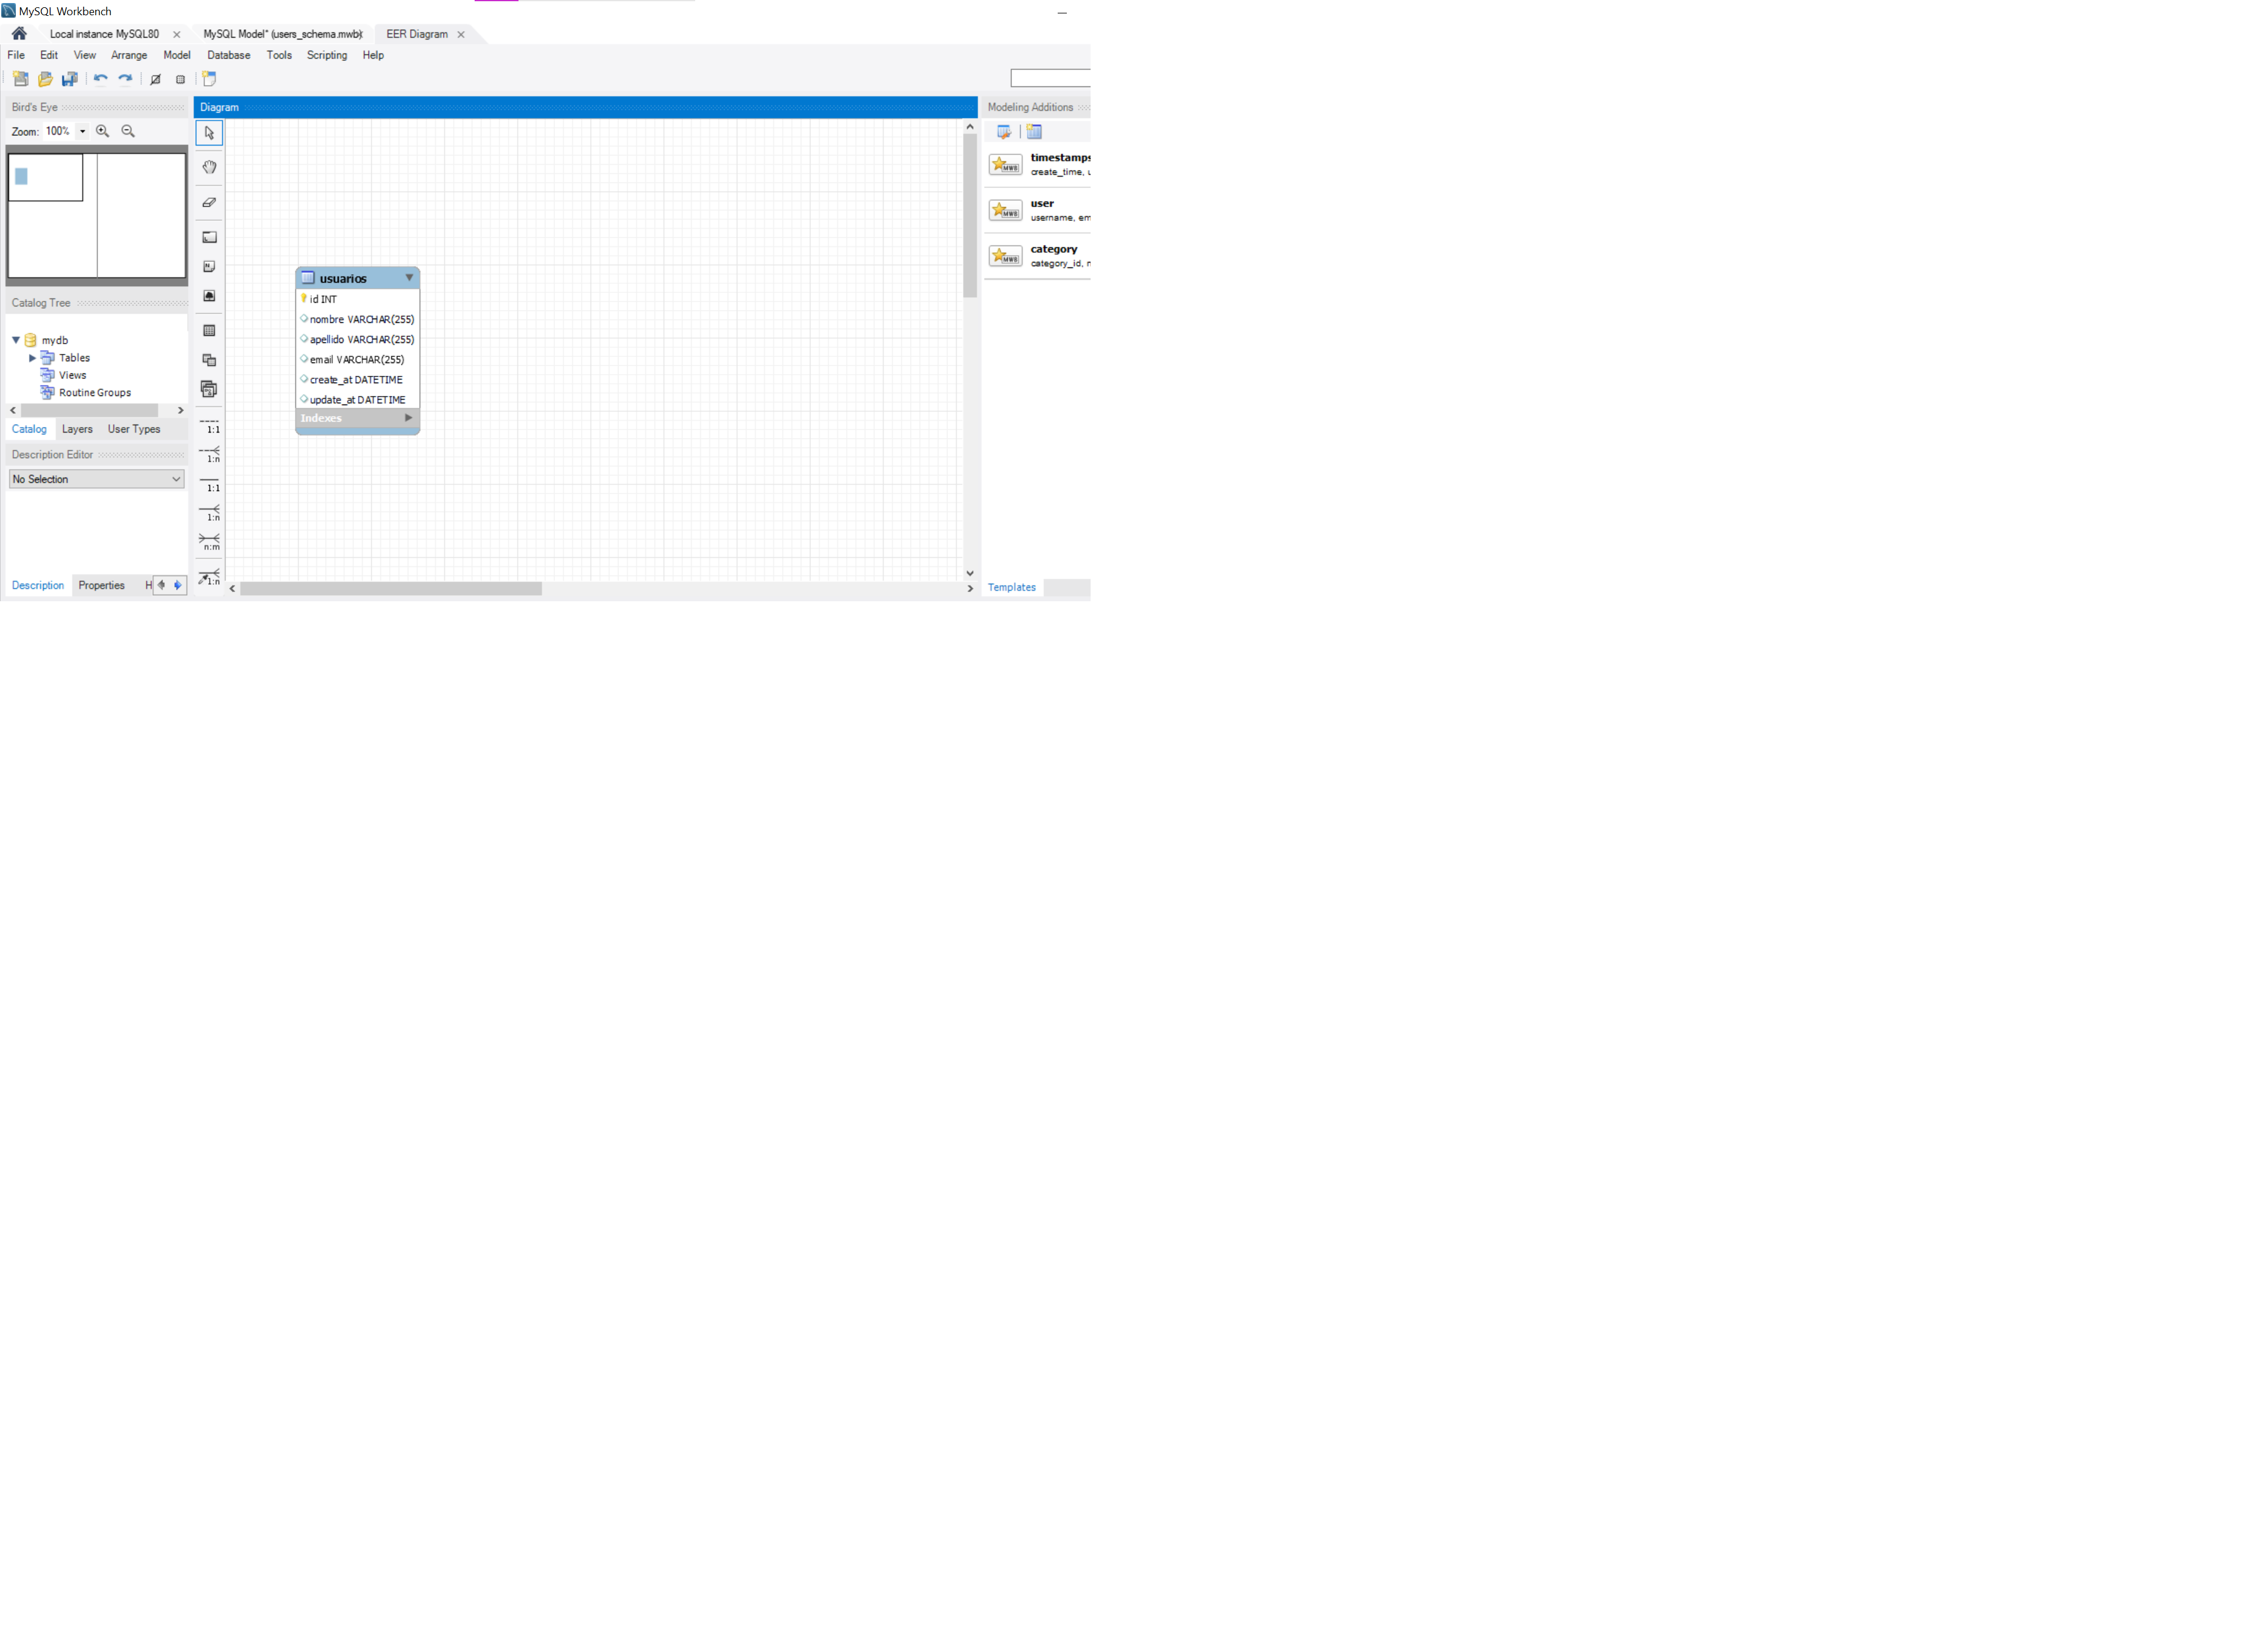 MySQL Workbench
Local instance MySQL80
MySQL Model* (users_schema.mwb)
EER Diagram
File Edit View Arrange Model Database Tools Scripting Help
Bird's Eye
Zoom: 100%
Diagram
Modeling Additions
timestamps
create_time, u
user
username, em
category
category_id, n
usuarios
id INT
nombre VARCHAR(255)
apellido VARCHAR(255)
email VARCHAR(255)
create_at DATETIME
update_at DATETIME
Indexes
Catalog Tree
mydb
Tables
Views
Routine Groups
Catalog Layers User Types
Description Editor
No Selection
Description Properties H
1:1
1:n
1:1
1:n
n:m
1:n
Templates